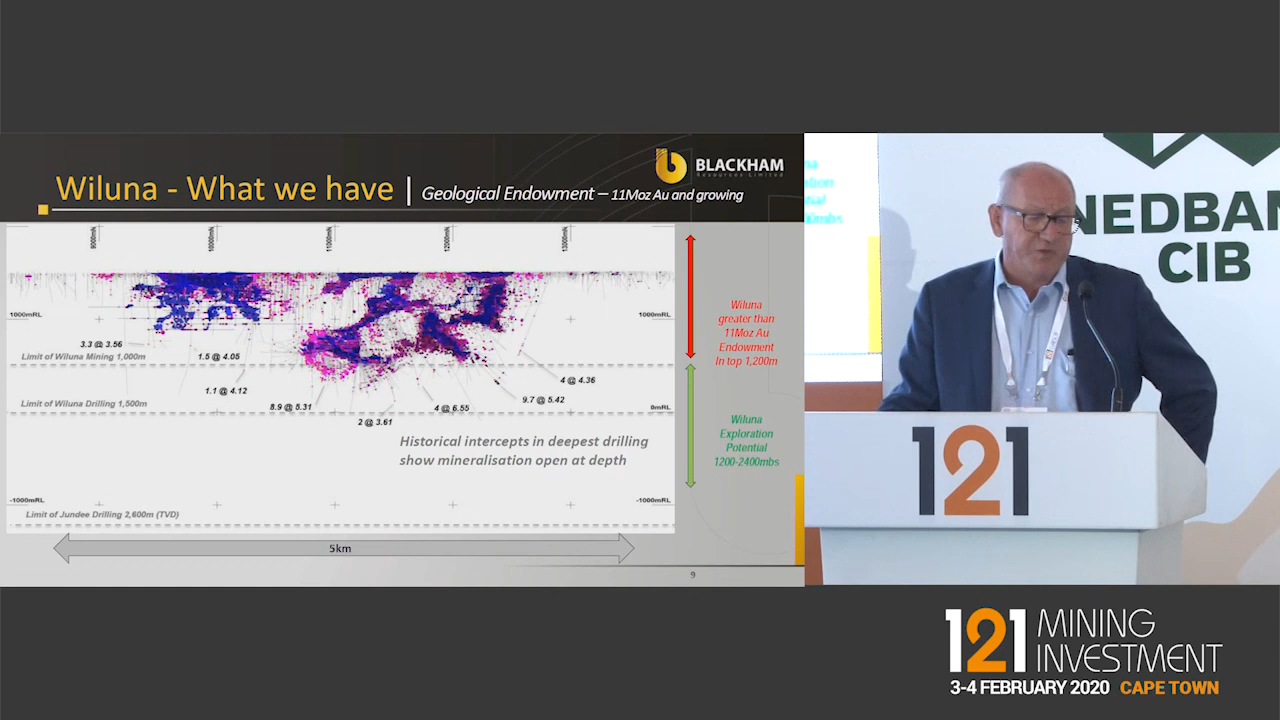 Wiluna - What we have | Geological Endowment – 11Moz Au and growing
BLACKHAM
Resources Limited
9000mN
10000mN
11000mN
12000mN
13000mN
1000mRL
1000mRL
3.3 @ 3.56
Limit of Wiluna Mining 1,000m
1.5 @ 4.05
1.1 @ 4.12
4 @ 4.36
9.7 @ 5.42
Limit of Wiluna Drilling 1,500m
8.9 @ 5.31
4 @ 6.55
0mRL
2 @ 3.61
Historical intercepts in deepest drilling
show mineralisation open at depth
-1000mRL
-1000mRL
Limit of Jundee Drilling 2,600m (TVD)
5km
Wiluna
greater than
11Moz Au
Endowment
In top 1,200m
Wiluna
Exploration
Potential
1200-2400mbs
9
NEDBAN
CIB
121
121 MINING
INVESTMENT
3-4 FEBRUARY 2020 CAPE TOWN